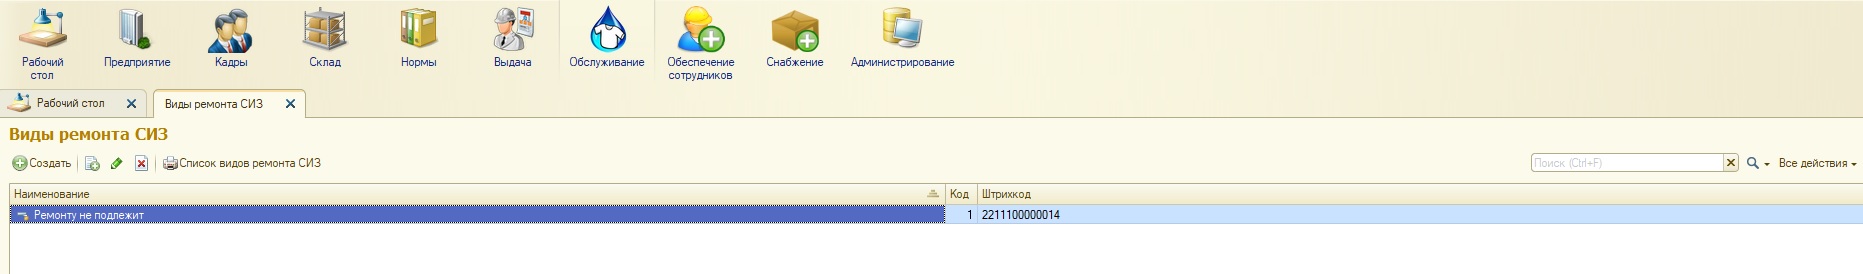 Рабочий стол
Предприятие
Кадры
Склад
Нормы
Выдача
Обслуживание
Обеспечение сотрудников
Снабжение
Администрирование
Рабочий стол
Виды ремонта СИЗ
Виды ремонта СИЗ
Создать
Список видов ремонта СИЗ
Поиск (Ctrl+F)
Все действия
Наименование Код Штрихкод
Ремонту не подлежит 1 2211100000014